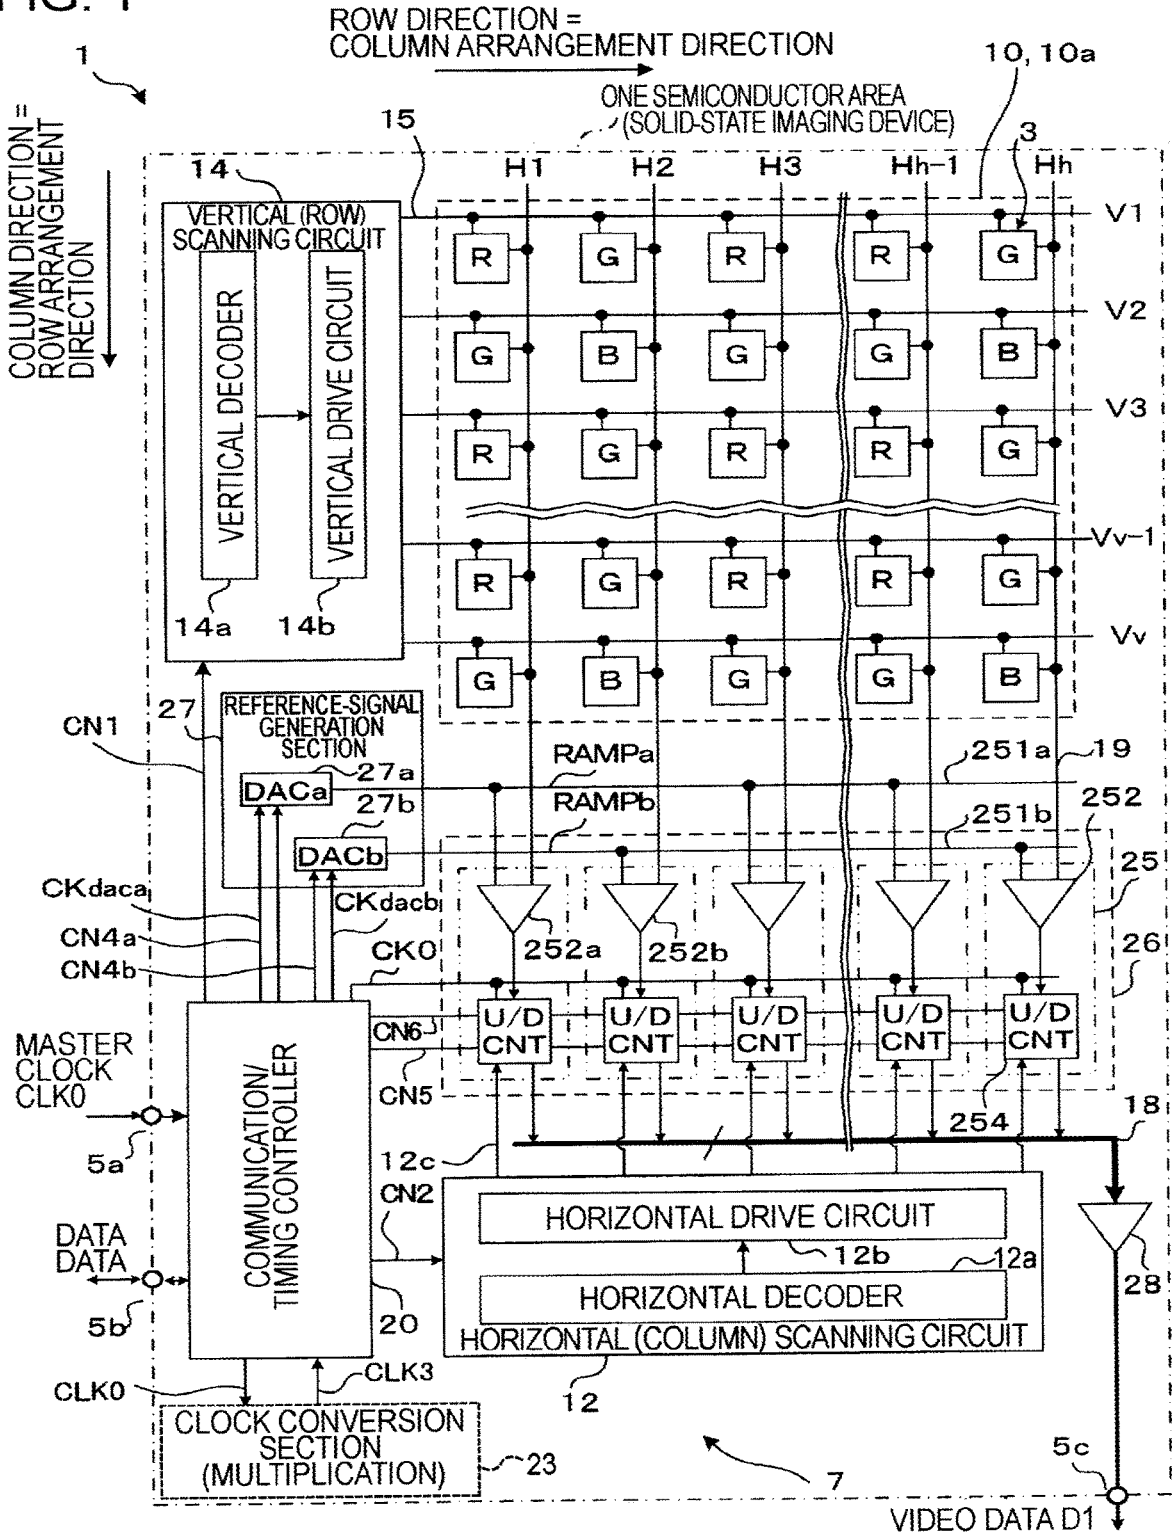 FIG. 1
ROW DIRECTION =
COLUMN ARRANGEMENT DIRECTION
1
10, 10a
ONE SEMICONDUCTOR AREA
(SOLID-STATE IMAGING DEVICE)
COLUMN DIRECTION =
ROW ARRANGEMENT
DIRECTION
15
3
14
H1 H2 H3 Hh-1 Hh
VERTICAL (ROW)
SCANNING CIRCUIT
VERTICAL DECODER
VERTICAL DRIVE CIRCUIT
14a 14b
V1
R G R R G
V2
G B G G B
V3
R G R R G
Vv-1
R G R R G
Vv
G B G G B
CN1
27
REFERENCE-SIGNAL
GENERATION
SECTION
27a
DACa
27b
DACb
RAMPa
RAMPb
251a
19
251b
252
25
26
CKdaca
CN4a
CN4b
CKdacb
CK0
252a
252b
CN6
CN5
U/D
CNT
U/D
CNT
U/D
CNT
U/D
CNT
U/D
CNT
254
MASTER
CLOCK
CLK0
5a
COMMUNICATION/
TIMING CONTROLLER
12c
18
CN2
DATA
DATA
5b
20
HORIZONTAL DRIVE CIRCUIT
12b
12a
HORIZONTAL DECODER
HORIZONTAL (COLUMN) SCANNING CIRCUIT
12
28
CLK0
CLK3
CLOCK CONVERSION
SECTION
(MULTIPLICATION)
23
7
5c
VIDEO DATA D1